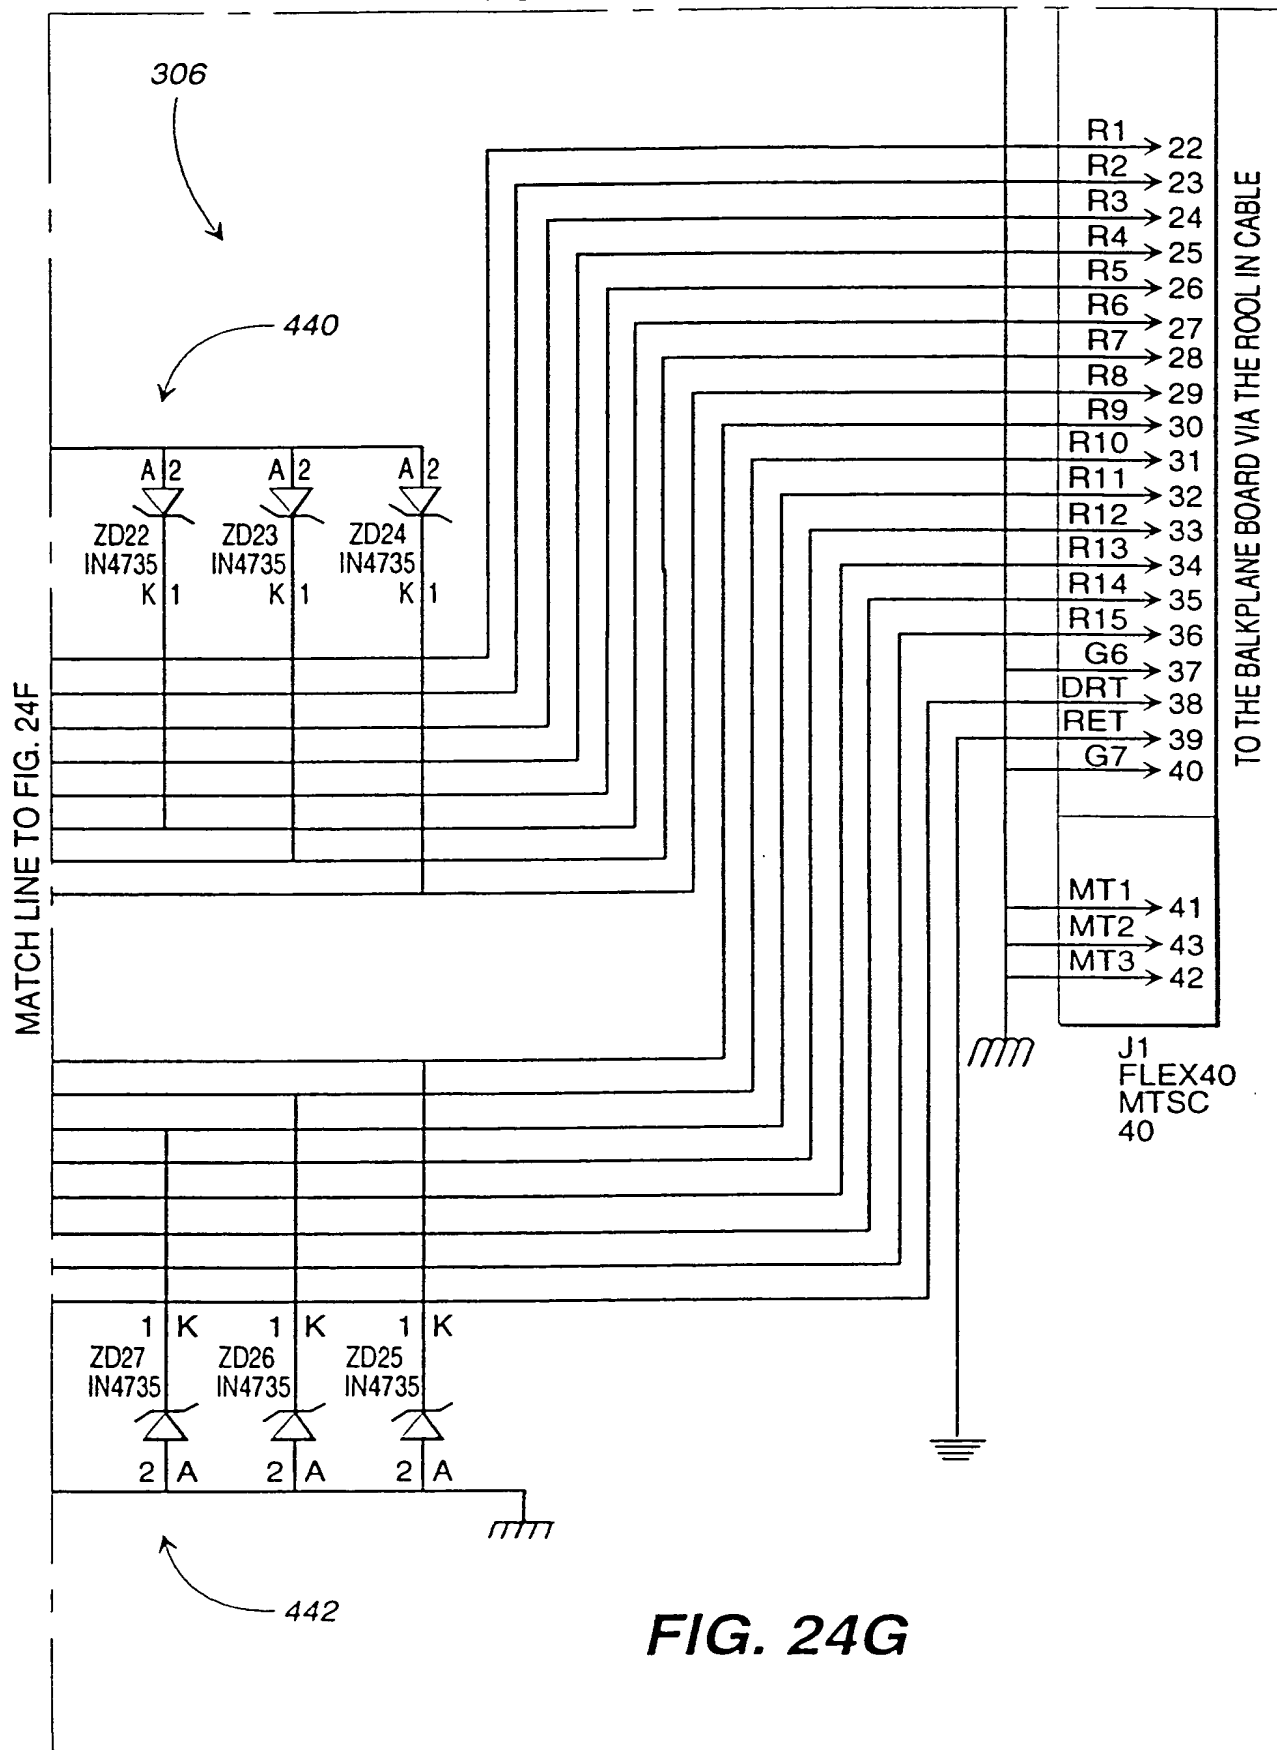 306
R1
22
R2
23
R3
24
R4
25
R5
26
R6
27
R7
28
R8
29
R9
30
R10
31
R11
32
R12
33
R13
34
R14
35
R15
36
G6
37
DRT
38
RET
39
G7
40
MT1
41
MT2
43
MT3
42
TO THE BALKPLANE BOARD VIA THE ROOL IN CABLE
J1
FLEX40
MTSC
40
440
A 2
ZD22
IN4735
K 1
A 2
ZD23
IN4735
K 1
A 2
ZD24
IN4735
K 1
MATCH LINE TO FIG. 24F
1 K
ZD27
IN4735
2 A
1 K
ZD26
IN4735
2 A
1 K
ZD25
IN4735
2 A
442
FIG. 24G